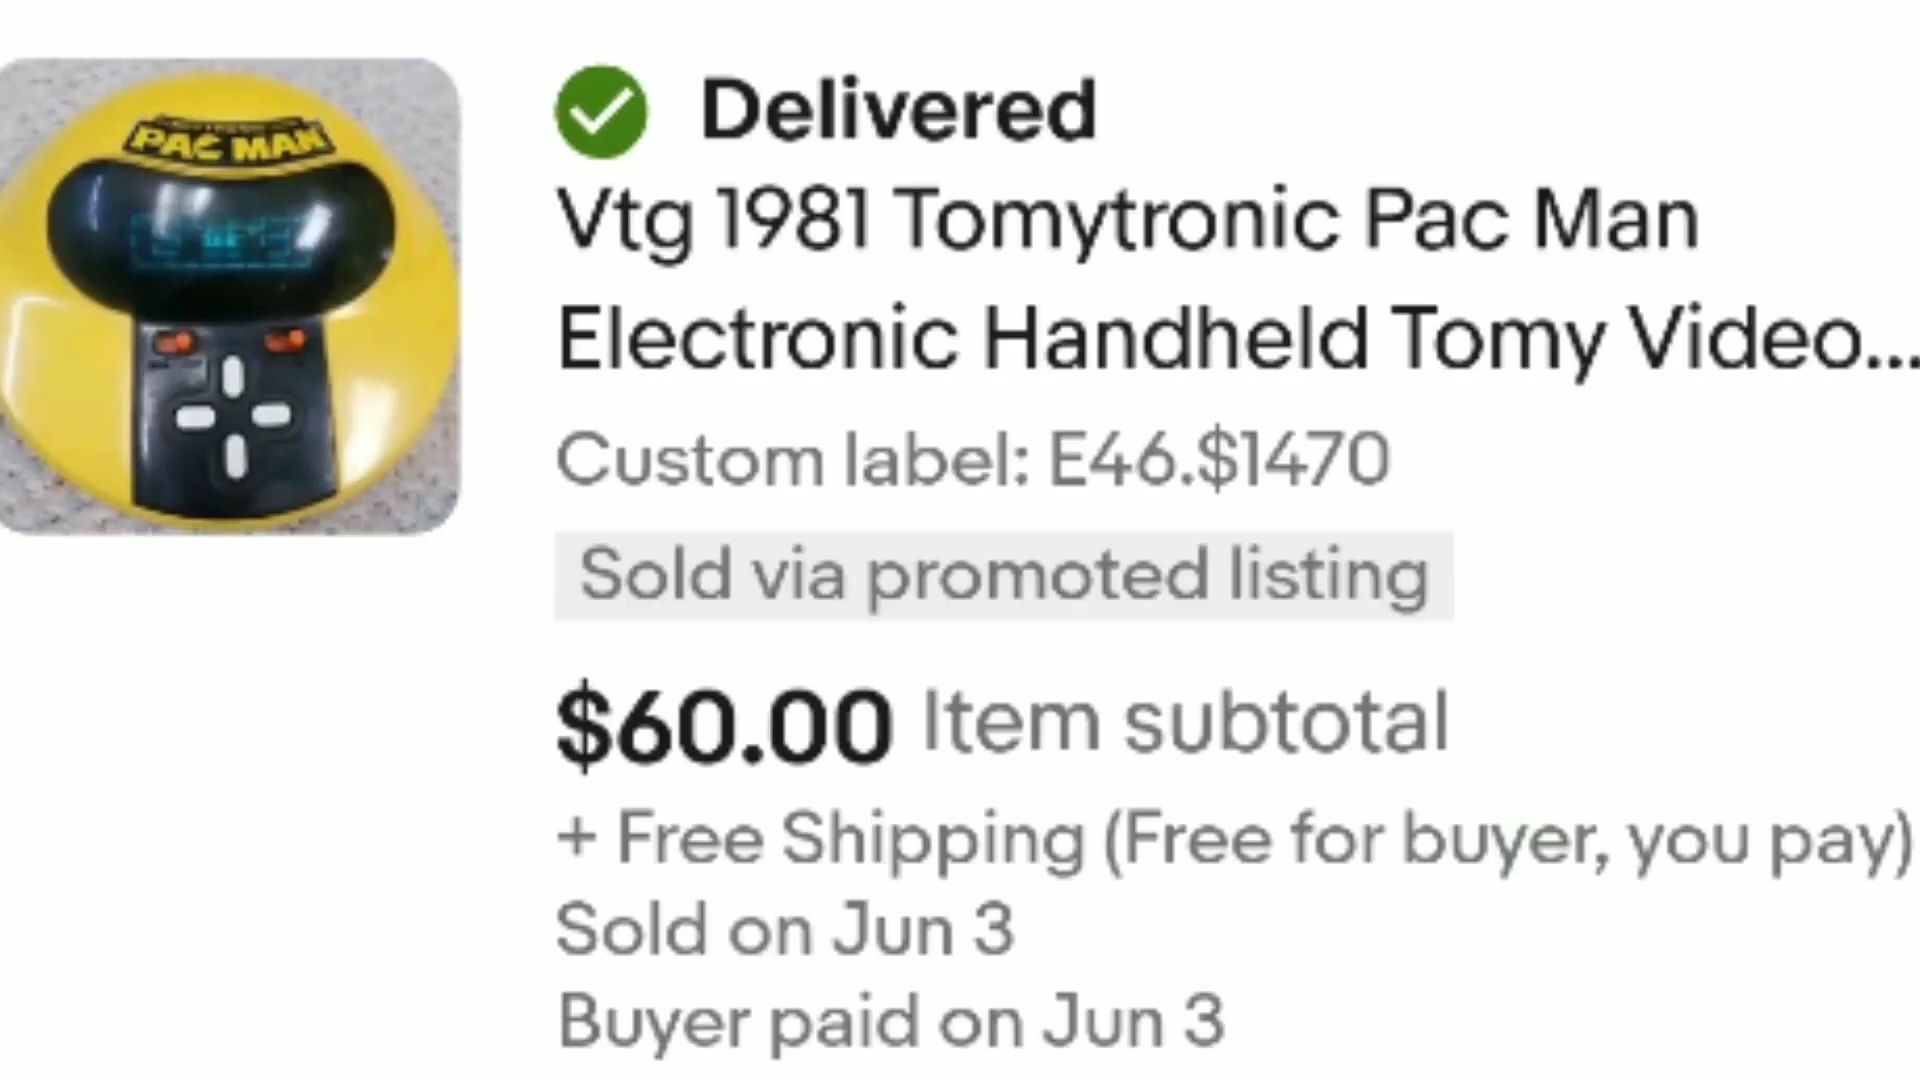 PAC MAN
Delivered
Vtg 1981 Tomytronic Pac Man
Electronic Handheld Tomy Video...
Custom label: E46.$1470
Sold via promoted listing
$60.00 Item subtotal
+ Free Shipping (Free for buyer, you pay)
Sold on Jun 3
Buyer paid on Jun 3